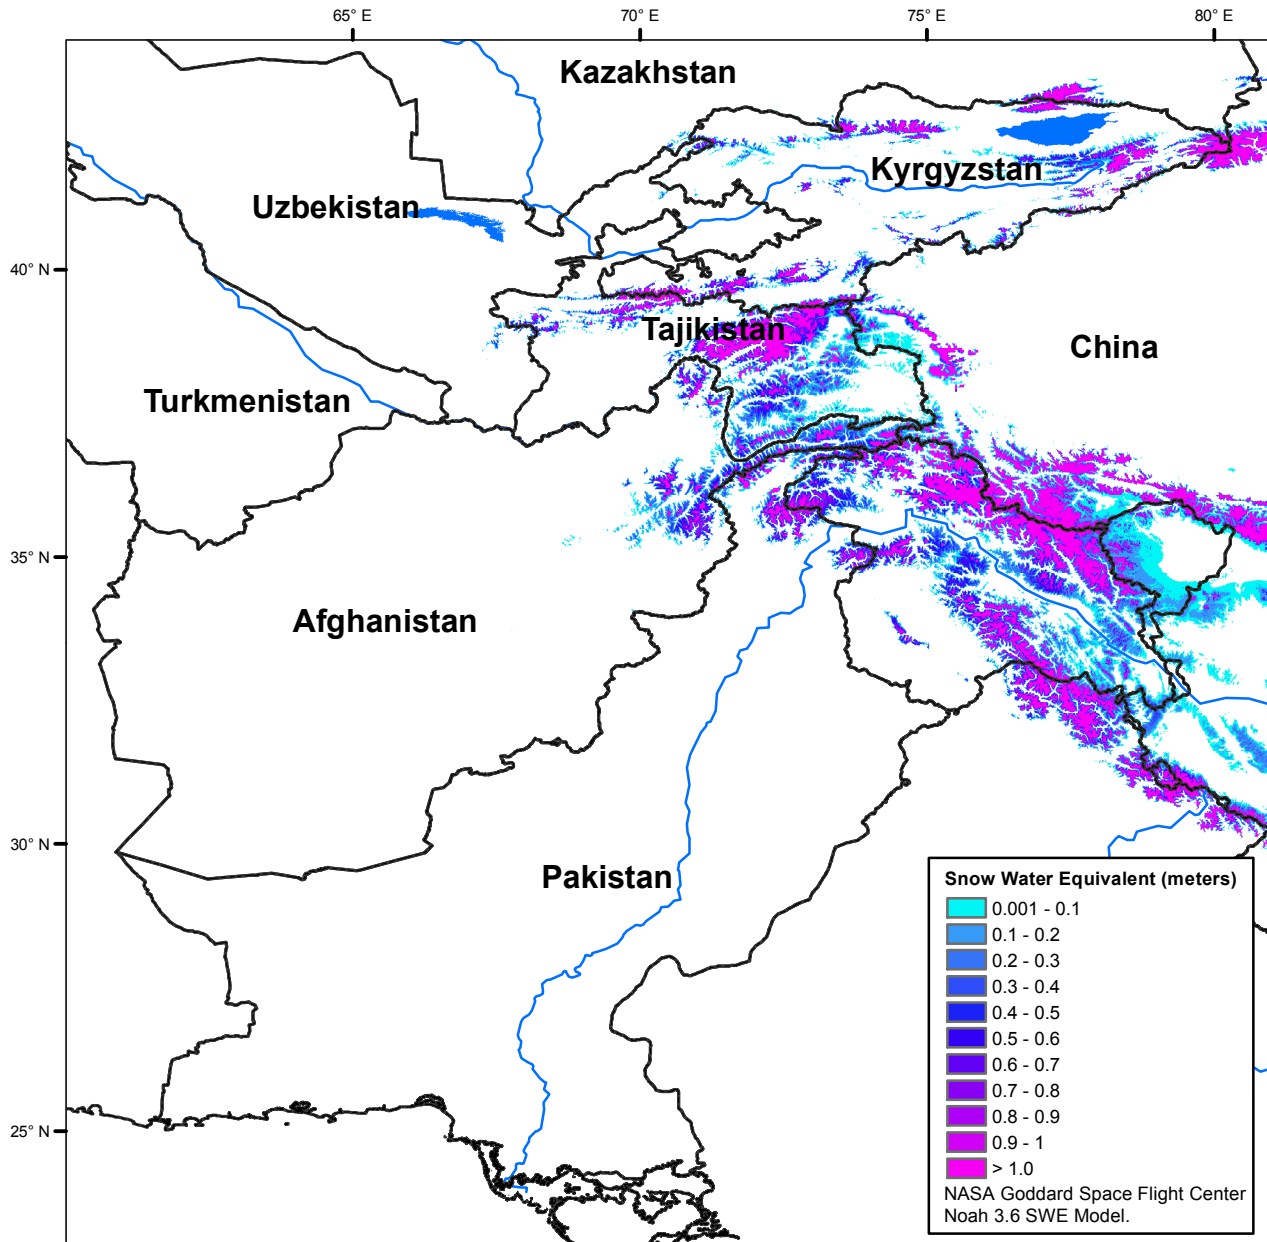 65° E
70° E
75° E
80° E
Kazakhstan
Kyrgyzstan
Uzbekistan
40° N
Tajikistan
China
Turkmenistan
35° N
Afghanistan
30° N
Pakistan
25° N
Snow Water Equivalent (meters)
0.001 - 0.1
0.1 - 0.2
0.2 - 0.3
0.3 - 0.4
0.4 - 0.5
0.5 - 0.6
0.6 - 0.7
0.7 - 0.8
0.8 - 0.9
0.9 - 1
> 1.0
NASA Goddard Space Flight Center
Noah 3.6 SWE Model.